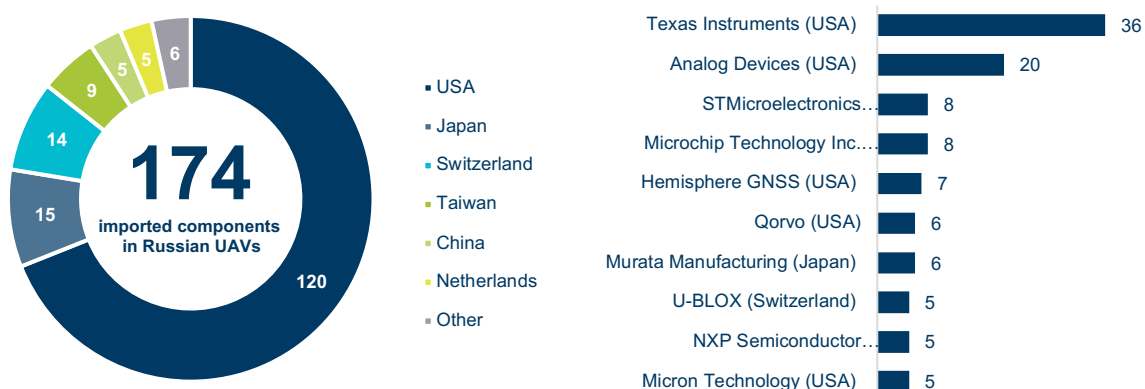 6
5
5
9
14
15
120
174
imported components
in Russian UAVs
USA
Japan
Switzerland
Taiwan
China
Netherlands
Other
Texas Instruments (USA) 36
Analog Devices (USA) 20
STMicroelectronics… 8
Microchip Technology Inc.… 8
Hemisphere GNSS (USA) 7
Qorvo (USA) 6
Murata Manufacturing (Japan) 6
U-BLOX (Switzerland) 5
NXP Semiconductor… 5
Micron Technology (USA) 5